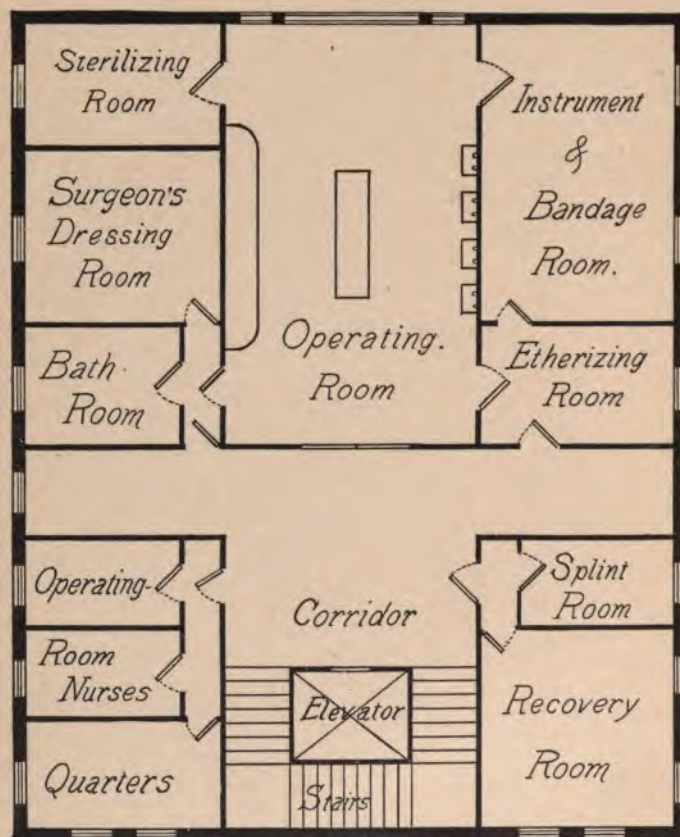 Sterilizing
Room
Surgeon's
Dressing
Room
Bath
Room
Operating.
Room
Instrument
&
Bandage
Room.
Etherizing
Room
Operating-
Room
Nurses
Quarters
Corridor
Elevator
Stairs
Splint
Room
Recovery
Room